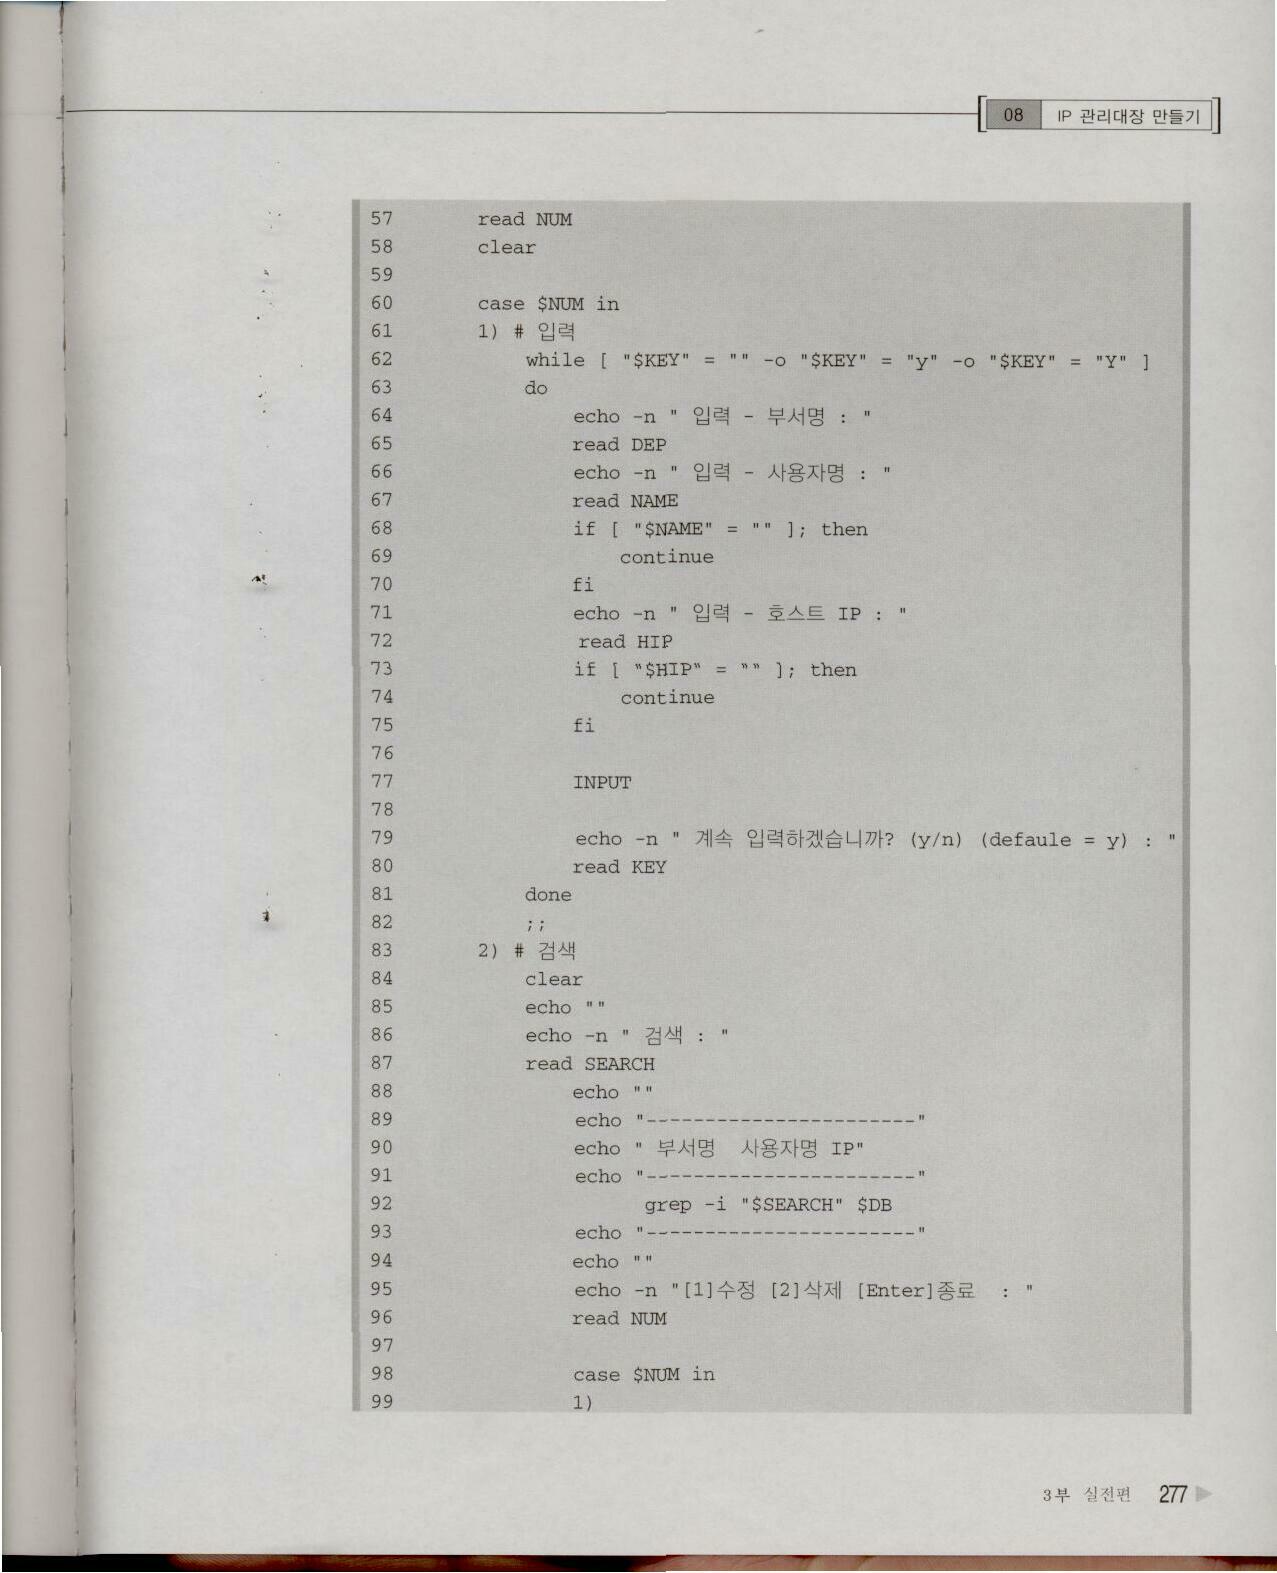 08 IP 관리대장 만들기
57 read NUM
58 clear
59
60 case $NUM in
61 1) # 입력
62 while [ "$KEY" = "" -o "$KEY" = "y" -o "$KEY" = "Y" ]
63 do
64 echo -n " 입력 - 부서명 : "
65 read DEP
66 echo -n " 입력 - 사용자명 : "
67 read NAME
68 if [ "$NAME" = "" ]; then
69 continue
70 fi
71 echo -n " 입력 - 호스트 IP : "
72 read HIP
73 if [ "$HIP" = "" ]; then
74 continue
75 fi
76
77 INPUT
78
79 echo -n " 계속 입력하겠습니까? (y/n) (defaule = y) : "
80 read KEY
81 done
82 ;;
83 2) # 검색
84 clear
85 echo ""
86 echo -n " 검색 : "
87 read SEARCH
88 echo ""
89 echo "-----------------------"
90 echo " 부서명 사용자명 IP"
91 echo "-----------------------"
92 grep -i "$SEARCH" $DB
93 echo "-----------------------"
94 echo ""
95 echo -n "[1]수정 [2]삭제 [Enter]종료 : "
96 read NUM
97
98 case $NUM in
99 1)
3부 실전편 277